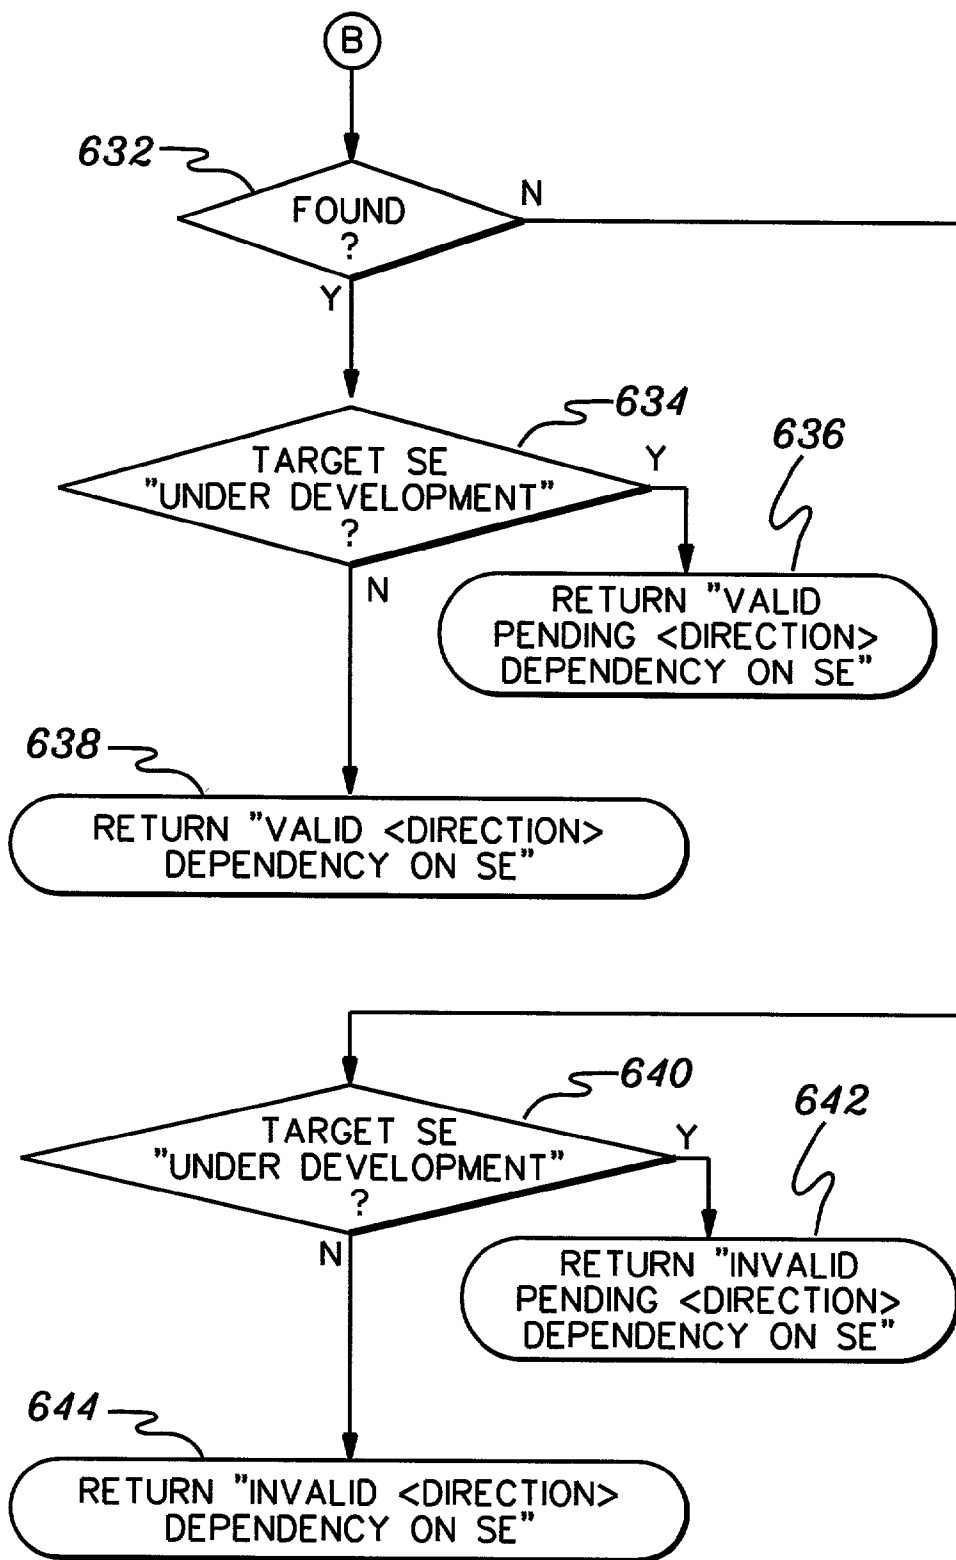 B
632
FOUND
?
N
Y
634
TARGET SE
"UNDER DEVELOPMENT"
?
Y
636
N
RETURN "VALID
PENDING <DIRECTION>
DEPENDENCY ON SE"
638
RETURN "VALID <DIRECTION>
DEPENDENCY ON SE"
640
TARGET SE
"UNDER DEVELOPMENT"
?
Y
642
N
RETURN "INVALID
PENDING <DIRECTION>
DEPENDENCY ON SE"
644
RETURN "INVALID <DIRECTION>
DEPENDENCY ON SE"